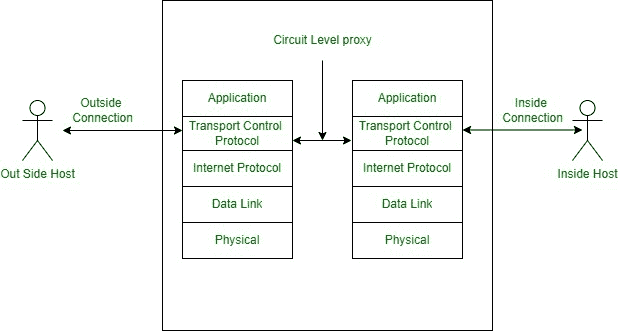 Circuit Level proxy
Outside
Connection
Out Side Host
Application
Transport Control
Protocol
Internet Protocol
Data Link
Physical
Application
Transport Control
Protocol
Internet Protocol
Data Link
Physical
Inside
Connection
Inside Host